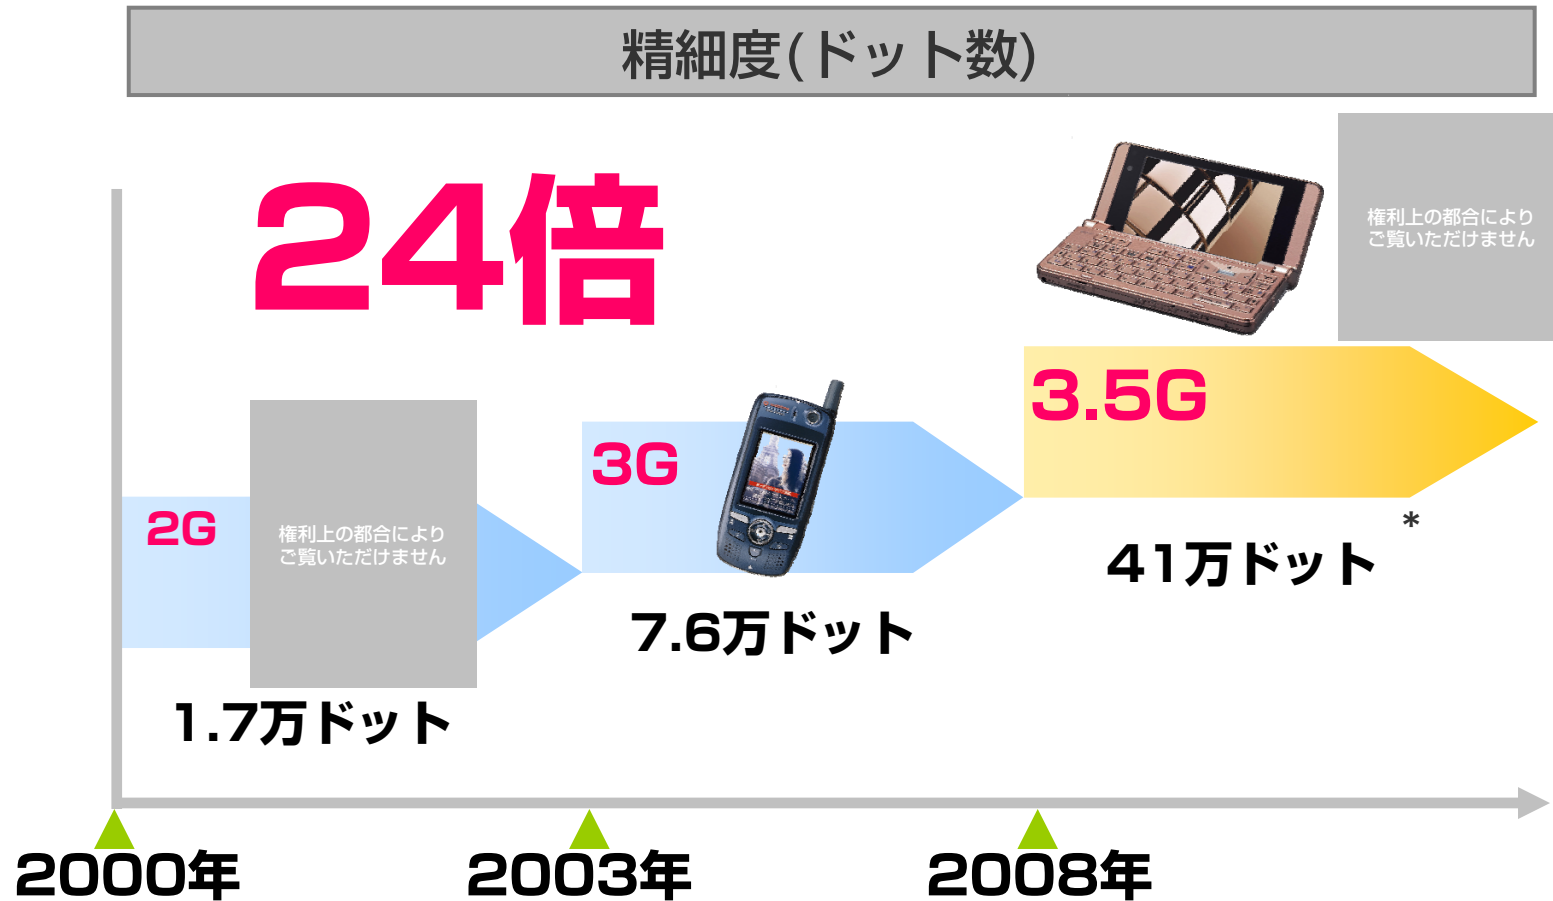 精細度(ドット数)
24倍
権利上の都合により
ご覧いただけません
3.5G
3G
2G
権利上の都合により
ご覧いただけません
*
41万ドット
7.6万ドット
1.7万ドット
2000年
2003年
2008年